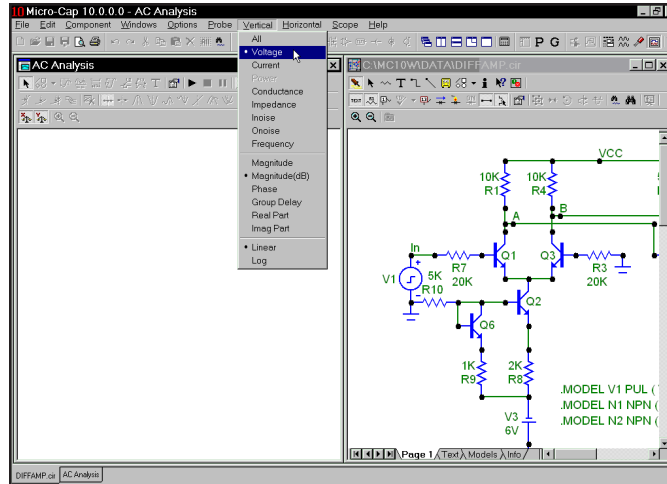 Micro-Cap 10.0.0.0 - AC Analysis
File Edit Component Windows Options Probe Vertical Horizontal Scope Help
All
Voltage
Current
Power
Conductance
Impedance
Inoise
Onoise
Frequency
Magnitude
Magnitude(dB)
Phase
Group Delay
Real Part
Imag Part
Linear
Log
AC Analysis
C:\MC10W\DATA\DIFFAMP.cir
VCC
10K
R1
10K
R4
A
B
In
R7
20K
Q1
Q3
R3
20K
V1
5K
R10
Q2
Q6
1K
R9
2K
R8
V3
6V
.MODEL V1 PUL (
.MODEL N1 NPN (
.MODEL N2 NPN (
Page 1 Text Models Info
DIFFAMP.cir AC Analysis